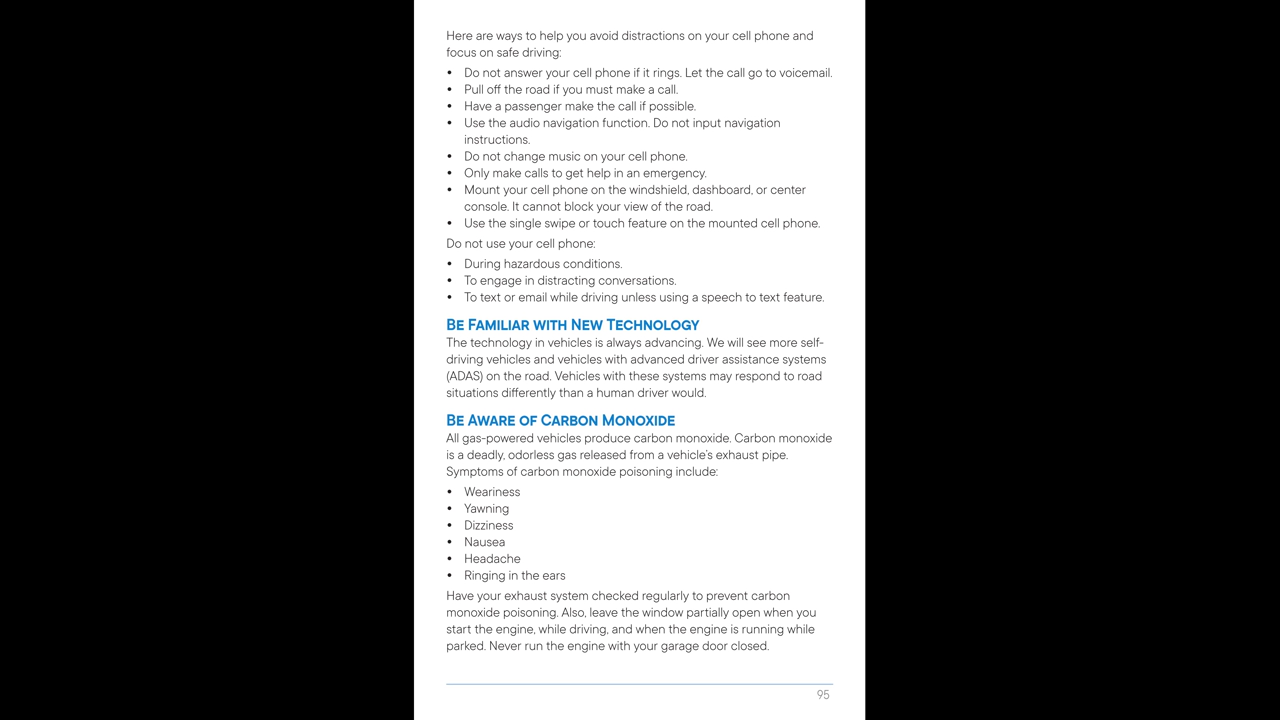 Here are ways to help you avoid distractions on your cell phone and
focus on safe driving:
• Do not answer your cell phone if it rings. Let the call go to voicemail.
• Pull off the road if you must make a call.
• Have a passenger make the call if possible.
• Use the audio navigation function. Do not input navigation
instructions.
• Do not change music on your cell phone.
• Only make calls to get help in an emergency.
• Mount your cell phone on the windshield, dashboard, or center
console. It cannot block your view of the road.
• Use the single swipe or touch feature on the mounted cell phone.
Do not use your cell phone:
• During hazardous conditions.
• To engage in distracting conversations.
• To text or email while driving unless using a speech to text feature.
Be Familiar with New Technology
The technology in vehicles is always advancing. We will see more self-
driving vehicles and vehicles with advanced driver assistance systems
(ADAS) on the road. Vehicles with these systems may respond to road
situations differently than a human driver would.
Be Aware of Carbon Monoxide
All gas-powered vehicles produce carbon monoxide. Carbon monoxide
is a deadly, odorless gas released from a vehicle's exhaust pipe.
Symptoms of carbon monoxide poisoning include:
• Weariness
• Yawning
• Dizziness
• Nausea
• Headache
• Ringing in the ears
Have your exhaust system checked regularly to prevent carbon
monoxide poisoning. Also, leave the window partially open when you
start the engine, while driving, and when the engine is running while
parked. Never run the engine with your garage door closed.
95